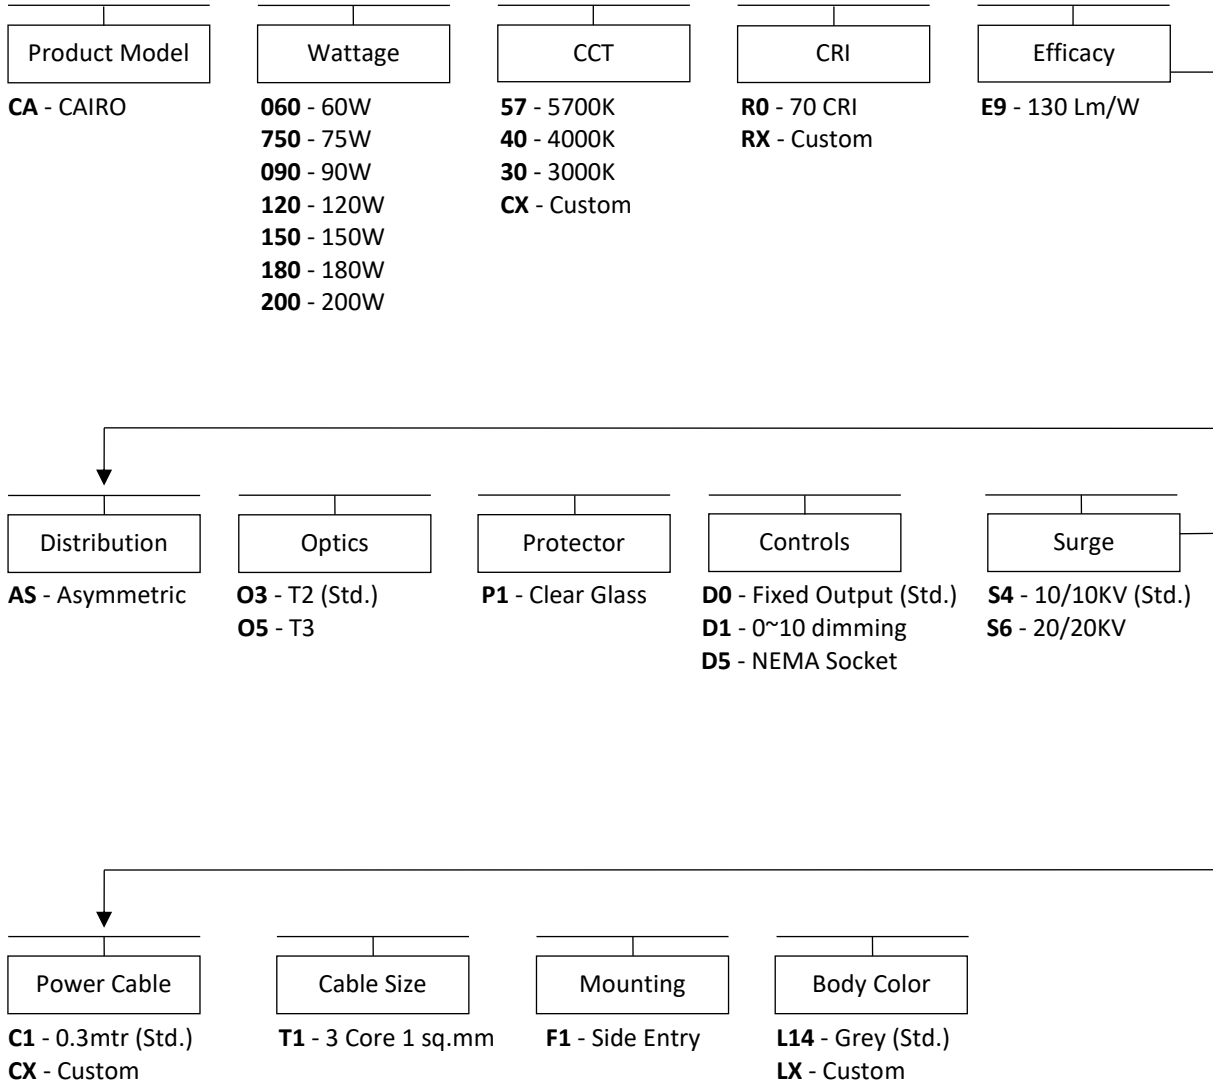 Product Model
Wattage
CCT
CRI
Efficacy
CA - CAIRO
060 - 60W
750 - 75W
090 - 90W
120 - 120W
150 - 150W
180 - 180W
200 - 200W
57 - 5700K
40 - 4000K
30 - 3000K
CX - Custom
R0 - 70 CRI
RX - Custom
E9 - 130 Lm/W
Distribution
Optics
Protector
Controls
Surge
AS - Asymmetric
O3 - T2 (Std.)
O5 - T3
P1 - Clear Glass
D0 - Fixed Output (Std.)
D1 - 0~10 dimming
D5 - NEMA Socket
S4 - 10/10KV (Std.)
S6 - 20/20KV
Power Cable
Cable Size
Mounting
Body Color
C1 - 0.3mtr (Std.)
CX - Custom
T1 - 3 Core 1 sq.mm
F1 - Side Entry
L14 - Grey (Std.)
LX - Custom